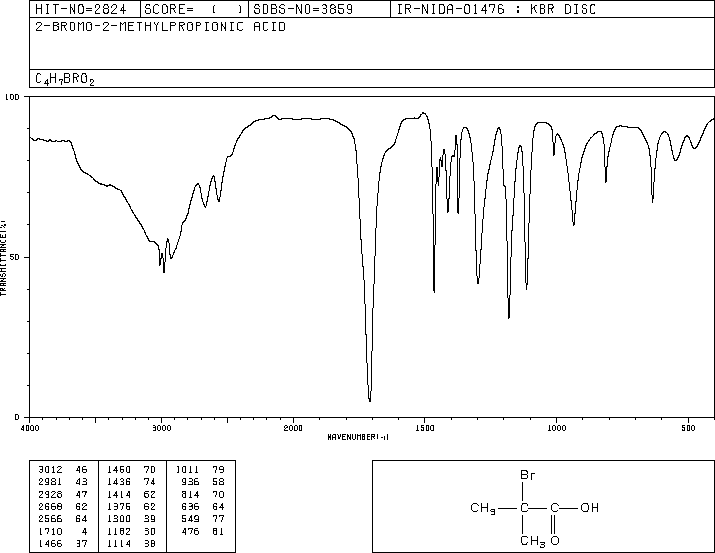 HIT-NO=2824 SCORE= ( ) SDBS-NO=3859 IR-NIDA-01476 : KBR DISC
2-BROMO-2-METHYLPROPIONIC ACID
C4H7BRO2
100
50
0
TRANSMITTANCE(%)
4000 3000 2000 1500 1000 500
WAVENUMBER(-1)
3012 46 1460 70 1011 79
2981 43 1436 74 936 58
2928 47 1414 62 814 70
2668 62 1376 62 636 64
2566 64 1300 39 549 77
1710 4 1182 30 476 81
1466 37 1114 38
Br
CH3 C C OH
CH3 O